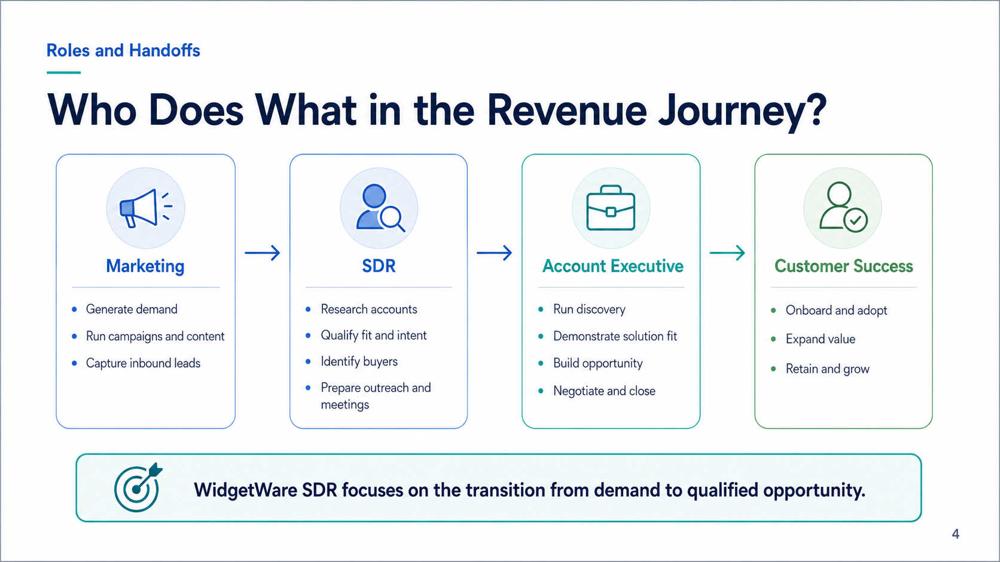 Roles and Handoffs
Who Does What in the Revenue Journey?
Marketing
• Generate demand
• Run campaigns and content
• Capture inbound leads
SDR
• Research accounts
• Qualify fit and intent
• Identify buyers
• Prepare outreach and
meetings
Account Executive
• Run discovery
• Demonstrate solution fit
• Build opportunity
• Negotiate and close
Customer Success
• Onboard and adopt
• Expand value
• Retain and grow
WidgetWare SDR focuses on the transition from demand to qualified opportunity.
4